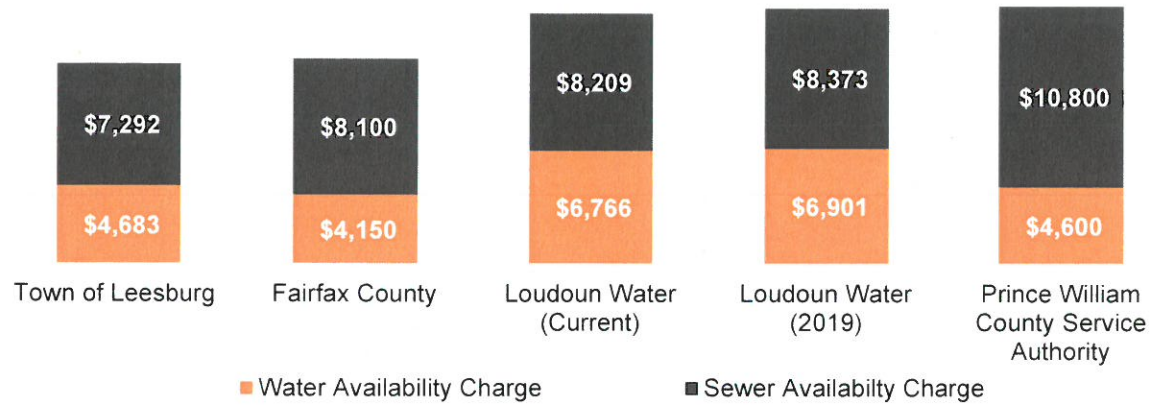 $7,292
$8,100
$8,209
$8,373
$10,800
$4,683
$4,150
$6,766
$6,901
$4,600
Town of Leesburg
Fairfax County
Loudoun Water
(Current)
Loudoun Water
(2019)
Prince William
County Service
Authority
Water Availability Charge
Sewer Availabilty Charge